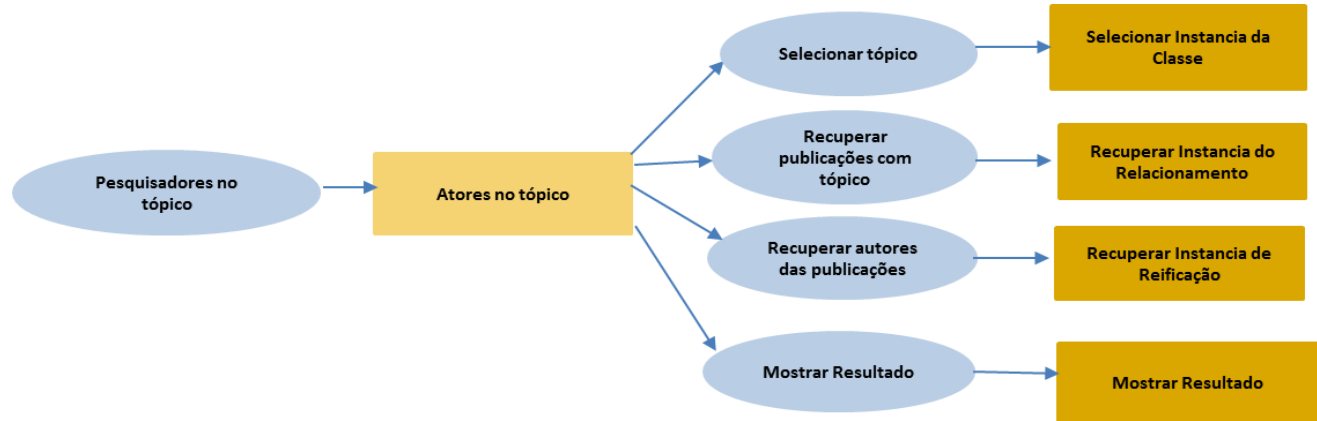 Pesquisadores no
tópico
Atores no tópico
Selecionar tópico
Selecionar Instancia da
Classe
Recuperar
publicações com
tópico
Recuperar Instancia do
Relacionamento
Recuperar autores
das publicações
Recuperar Instancia de
Reificação
Mostrar Resultado
Mostrar Resultado